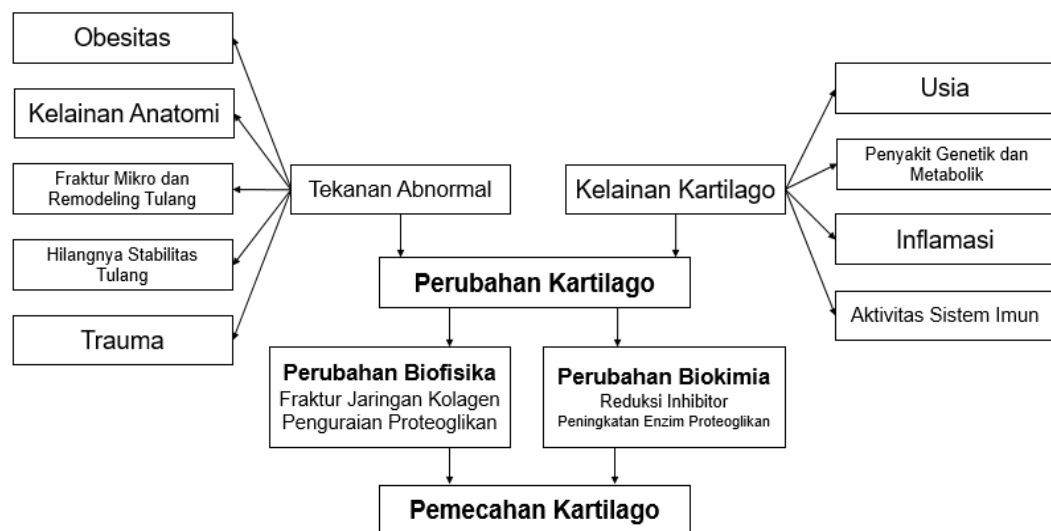 Obesitas
Kelainan Anatomi
Fraktur Mikro dan
Remodeling Tulang
Hilangnya Stabilitas
Tulang
Trauma
Tekanan Abnormal
Kelainan Kartilago
Usia
Penyakit Genetik dan
Metabolik
Inflamasi
Aktivitas Sistem Imun
Perubahan Kartilago
Perubahan Biofisika
Fraktur Jaringan Kolagen
Penguraian Proteoglikan
Perubahan Biokimia
Reduksi Inhibitor
Peningkatan Enzim Proteoglikan
Pemecahan Kartilago